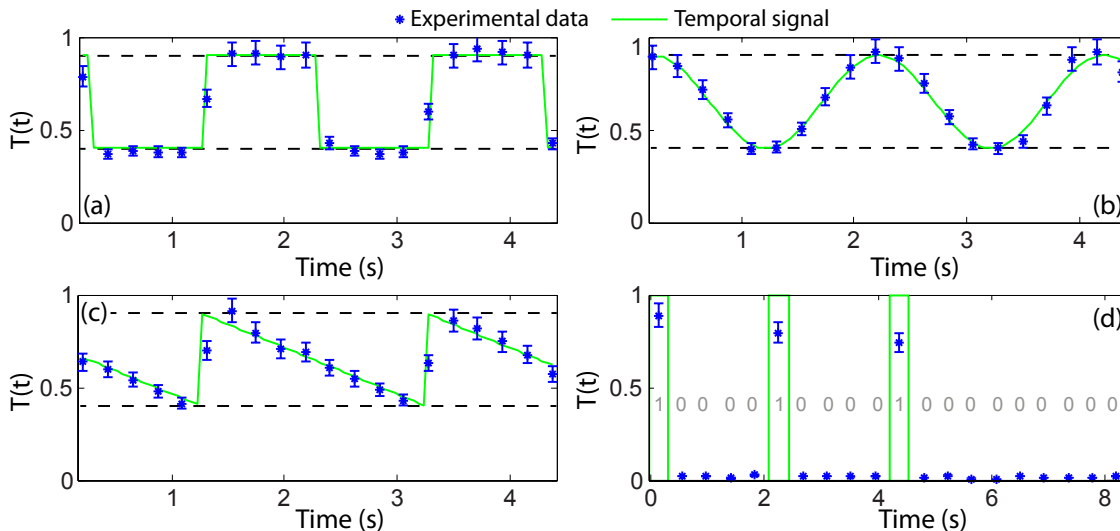 Experimental data Temporal signal
1 0.5 0 T(t) (a) 1 2 3 4 Time (s)
1 0.5 0 T(t) (b) 1 2 3 4 Time (s)
1 0.5 0 T(t) (c) 1 2 3 4 Time (s)
1 0.5 0 T(t) (d)
1 0 0 0 0 1 0 0 0 0 1 0 0 0 0 0 0 0 0
0 2 4 6 8 Time (s)